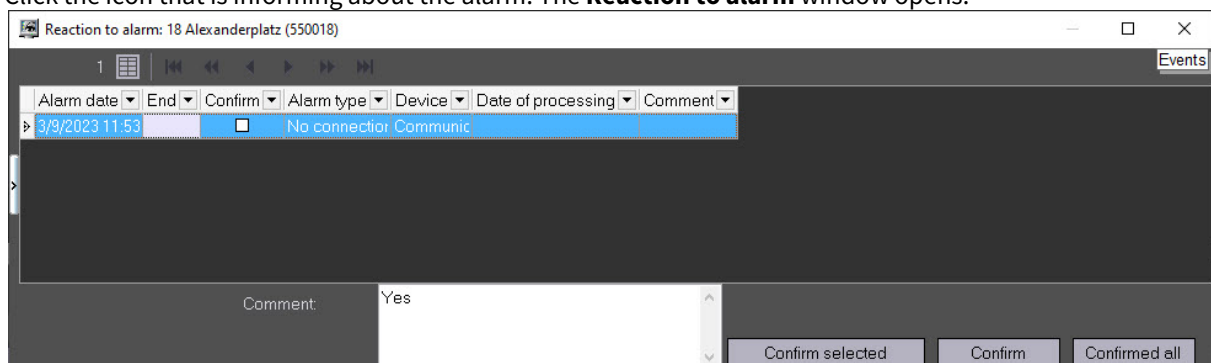 Click the icon that is informing about the alarm. The Reaction to alarm window opens.
Reaction to alarm: 18 Alexanderplatz (550018)
1
Events
Alarm date End Confirm Alarm type Device Date of processing Comment
3/9/2023 11:53 No connection Communic
Comment: Yes
Confirm selected Confirm Confirmed all